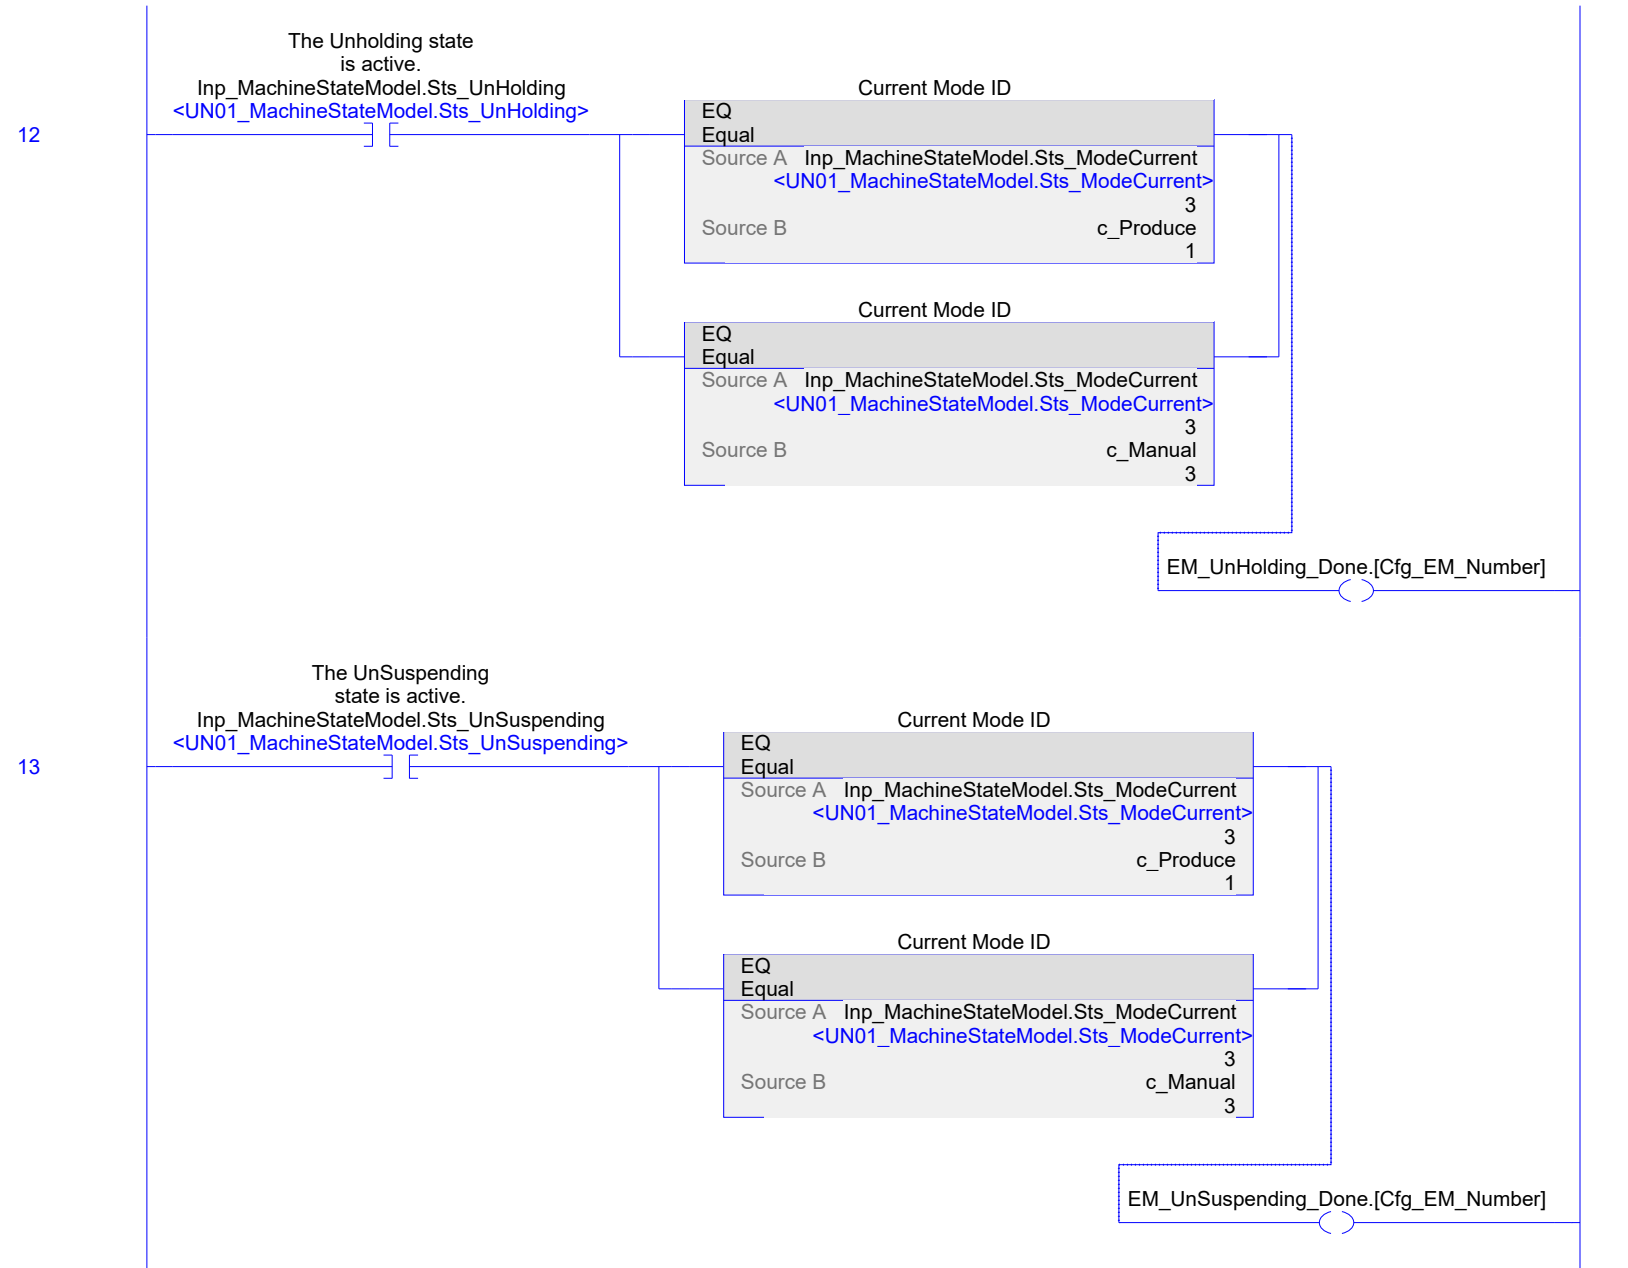 The Unholding state
is active.
Inp_MachineStateModel.Sts_UnHolding
<UN01_MachineStateModel.Sts_UnHolding>
12
Current Mode ID
EQ
Equal
Source A Inp_MachineStateModel.Sts_ModeCurrent
<UN01_MachineStateModel.Sts_ModeCurrent>
3
Source B c_Produce
1
Current Mode ID
EQ
Equal
Source A Inp_MachineStateModel.Sts_ModeCurrent
<UN01_MachineStateModel.Sts_ModeCurrent>
3
Source B c_Manual
3
EM_UnHolding_Done.[Cfg_EM_Number]
The UnSuspending
state is active.
Inp_MachineStateModel.Sts_UnSuspending
<UN01_MachineStateModel.Sts_UnSuspending>
13
Current Mode ID
EQ
Equal
Source A Inp_MachineStateModel.Sts_ModeCurrent
<UN01_MachineStateModel.Sts_ModeCurrent>
3
Source B c_Produce
1
Current Mode ID
EQ
Equal
Source A Inp_MachineStateModel.Sts_ModeCurrent
<UN01_MachineStateModel.Sts_ModeCurrent>
3
Source B c_Manual
3
EM_UnSuspending_Done.[Cfg_EM_Number]